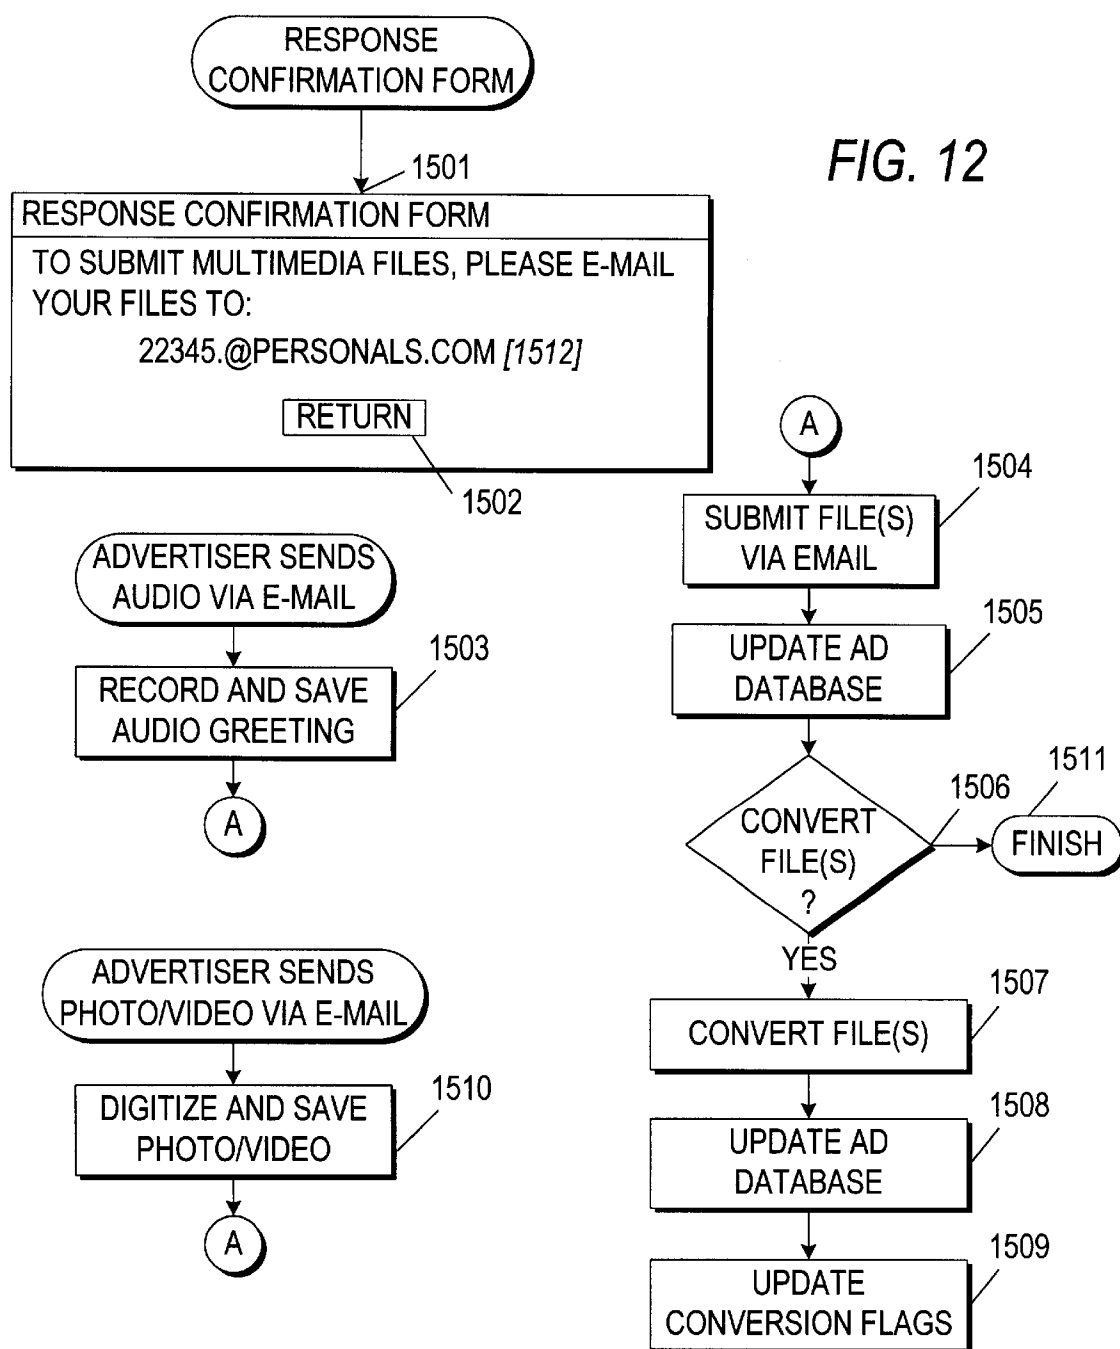 RESPONSE
CONFIRMATION FORM
FIG. 12
1501
RESPONSE CONFIRMATION FORM
TO SUBMIT MULTIMEDIA FILES, PLEASE E-MAIL
YOUR FILES TO:
22345.@PERSONALS.COM [1512]
RETURN
1502
ADVERTISER SENDS
AUDIO VIA E-MAIL
1503
RECORD AND SAVE
AUDIO GREETING
A
ADVERTISER SENDS
PHOTO/VIDEO VIA E-MAIL
1510
DIGITIZE AND SAVE
PHOTO/VIDEO
A
A
1504
SUBMIT FILE(S)
VIA EMAIL
1505
UPDATE AD
DATABASE
1506
CONVERT
FILE(S)
?
1511
FINISH
YES
1507
CONVERT FILE(S)
1508
UPDATE AD
DATABASE
1509
UPDATE
CONVERSION FLAGS